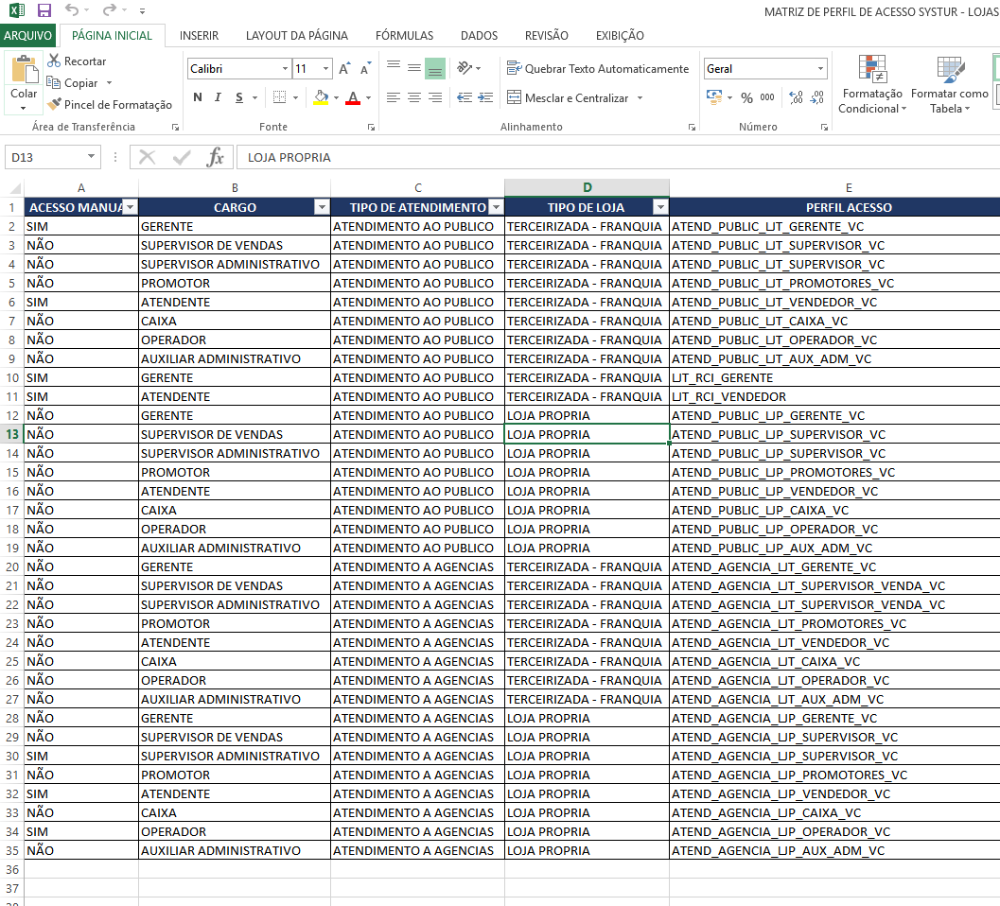 MATRIZ DE PERFIL DE ACESSO SYSTUR - LOJAS
ARQUIVO PÁGINA INICIAL INSERIR LAYOUT DA PÁGINA FÓRMULAS DADOS REVISÃO EXIBIÇÃO
Colar
Recortar
Copiar
Pincel de Formatação
Área de Transferência
Calibri 11 A A
N I S A
Fonte
Quebrar Texto Automaticamente
Mesclar e Centralizar
Alinhamento
Geral
% 000 ,00 ,00
Número
Formatação Condicional
Formatar como Tabela
D13 fx LOJA PROPRIA
A B C D E
1 ACESSO MANUA CARGO TIPO DE ATENDIMENTO TIPO DE LOJA PERFIL ACESSO
2 SIM GERENTE ATENDIMENTO AO PUBLICO TERCEIRIZADA - FRANQUIA ATEND_PUBLIC_LJT_GERENTE_VC
3 NÃO SUPERVISOR DE VENDAS ATENDIMENTO AO PUBLICO TERCEIRIZADA - FRANQUIA ATEND_PUBLIC_LJT_SUPERVISOR_VC
4 NÃO SUPERVISOR ADMINISTRATIVO ATENDIMENTO AO PUBLICO TERCEIRIZADA - FRANQUIA ATEND_PUBLIC_LJT_SUPERVISOR_VC
5 NÃO PROMOTOR ATENDIMENTO AO PUBLICO TERCEIRIZADA - FRANQUIA ATEND_PUBLIC_LJT_PROMOTORES_VC
6 SIM ATENDENTE ATENDIMENTO AO PUBLICO TERCEIRIZADA - FRANQUIA ATEND_PUBLIC_LJT_VENDEDOR_VC
7 NÃO CAIXA ATENDIMENTO AO PUBLICO TERCEIRIZADA - FRANQUIA ATEND_PUBLIC_LJT_CAIXA_VC
8 NÃO OPERADOR ATENDIMENTO AO PUBLICO TERCEIRIZADA - FRANQUIA ATEND_PUBLIC_LJT_OPERADOR_VC
9 NÃO AUXILIAR ADMINISTRATIVO ATENDIMENTO AO PUBLICO TERCEIRIZADA - FRANQUIA ATEND_PUBLIC_LJT_AUX_ADM_VC
10 SIM GERENTE ATENDIMENTO AO PUBLICO TERCEIRIZADA - FRANQUIA LJT_RCI_GERENTE
11 SIM ATENDENTE ATENDIMENTO AO PUBLICO TERCEIRIZADA - FRANQUIA LJT_RCI_VENDEDOR
12 NÃO GERENTE ATENDIMENTO AO PUBLICO LOJA PROPRIA ATEND_PUBLIC_LJP_GERENTE_VC
13 NÃO SUPERVISOR DE VENDAS ATENDIMENTO AO PUBLICO LOJA PROPRIA ATEND_PUBLIC_LJP_SUPERVISOR_VC
14 NÃO SUPERVISOR ADMINISTRATIVO ATENDIMENTO AO PUBLICO LOJA PROPRIA ATEND_PUBLIC_LJP_SUPERVISOR_VC
15 NÃO PROMOTOR ATENDIMENTO AO PUBLICO LOJA PROPRIA ATEND_PUBLIC_LJP_PROMOTORES_VC
16 NÃO ATENDENTE ATENDIMENTO AO PUBLICO LOJA PROPRIA ATEND_PUBLIC_LJP_VENDEDOR_VC
17 NÃO CAIXA ATENDIMENTO AO PUBLICO LOJA PROPRIA ATEND_PUBLIC_LJP_CAIXA_VC
18 NÃO OPERADOR ATENDIMENTO AO PUBLICO LOJA PROPRIA ATEND_PUBLIC_LJP_OPERADOR_VC
19 NÃO AUXILIAR ADMINISTRATIVO ATENDIMENTO AO PUBLICO LOJA PROPRIA ATEND_PUBLIC_LJP_AUX_ADM_VC
20 NÃO GERENTE ATENDIMENTO A AGENCIAS TERCEIRIZADA - FRANQUIA ATEND_AGENCIA_LJT_GERENTE_VC
21 NÃO SUPERVISOR DE VENDAS ATENDIMENTO A AGENCIAS TERCEIRIZADA - FRANQUIA ATEND_AGENCIA_LJT_SUPERVISOR_VENDA_VC
22 NÃO SUPERVISOR ADMINISTRATIVO ATENDIMENTO A AGENCIAS TERCEIRIZADA - FRANQUIA ATEND_AGENCIA_LJT_SUPERVISOR_VENDA_VC
23 NÃO PROMOTOR ATENDIMENTO A AGENCIAS TERCEIRIZADA - FRANQUIA ATEND_AGENCIA_LJT_PROMOTORES_VC
24 NÃO ATENDENTE ATENDIMENTO A AGENCIAS TERCEIRIZADA - FRANQUIA ATEND_AGENCIA_LJT_VENDEDOR_VC
25 NÃO CAIXA ATENDIMENTO A AGENCIAS TERCEIRIZADA - FRANQUIA ATEND_AGENCIA_LJT_CAIXA_VC
26 NÃO OPERADOR ATENDIMENTO A AGENCIAS TERCEIRIZADA - FRANQUIA ATEND_AGENCIA_LJT_OPERADOR_VC
27 NÃO AUXILIAR ADMINISTRATIVO ATENDIMENTO A AGENCIAS TERCEIRIZADA - FRANQUIA ATEND_AGENCIA_LJT_AUX_ADM_VC
28 NÃO GERENTE ATENDIMENTO A AGENCIAS LOJA PROPRIA ATEND_AGENCIA_LJP_GERENTE_VC
29 NÃO SUPERVISOR DE VENDAS ATENDIMENTO A AGENCIAS LOJA PROPRIA ATEND_AGENCIA_LJP_SUPERVISOR_VC
30 SIM SUPERVISOR ADMINISTRATIVO ATENDIMENTO A AGENCIAS LOJA PROPRIA ATEND_AGENCIA_LJP_SUPERVISOR_VC
31 NÃO PROMOTOR ATENDIMENTO A AGENCIAS LOJA PROPRIA ATEND_AGENCIA_LJP_PROMOTORES_VC
32 SIM ATENDENTE ATENDIMENTO A AGENCIAS LOJA PROPRIA ATEND_AGENCIA_LJP_VENDEDOR_VC
33 NÃO CAIXA ATENDIMENTO A AGENCIAS LOJA PROPRIA ATEND_AGENCIA_LJP_CAIXA_VC
34 SIM OPERADOR ATENDIMENTO A AGENCIAS LOJA PROPRIA ATEND_AGENCIA_LJP_OPERADOR_VC
35 NÃO AUXILIAR ADMINISTRATIVO ATENDIMENTO A AGENCIAS LOJA PROPRIA ATEND_AGENCIA_LJP_AUX_ADM_VC
36
37